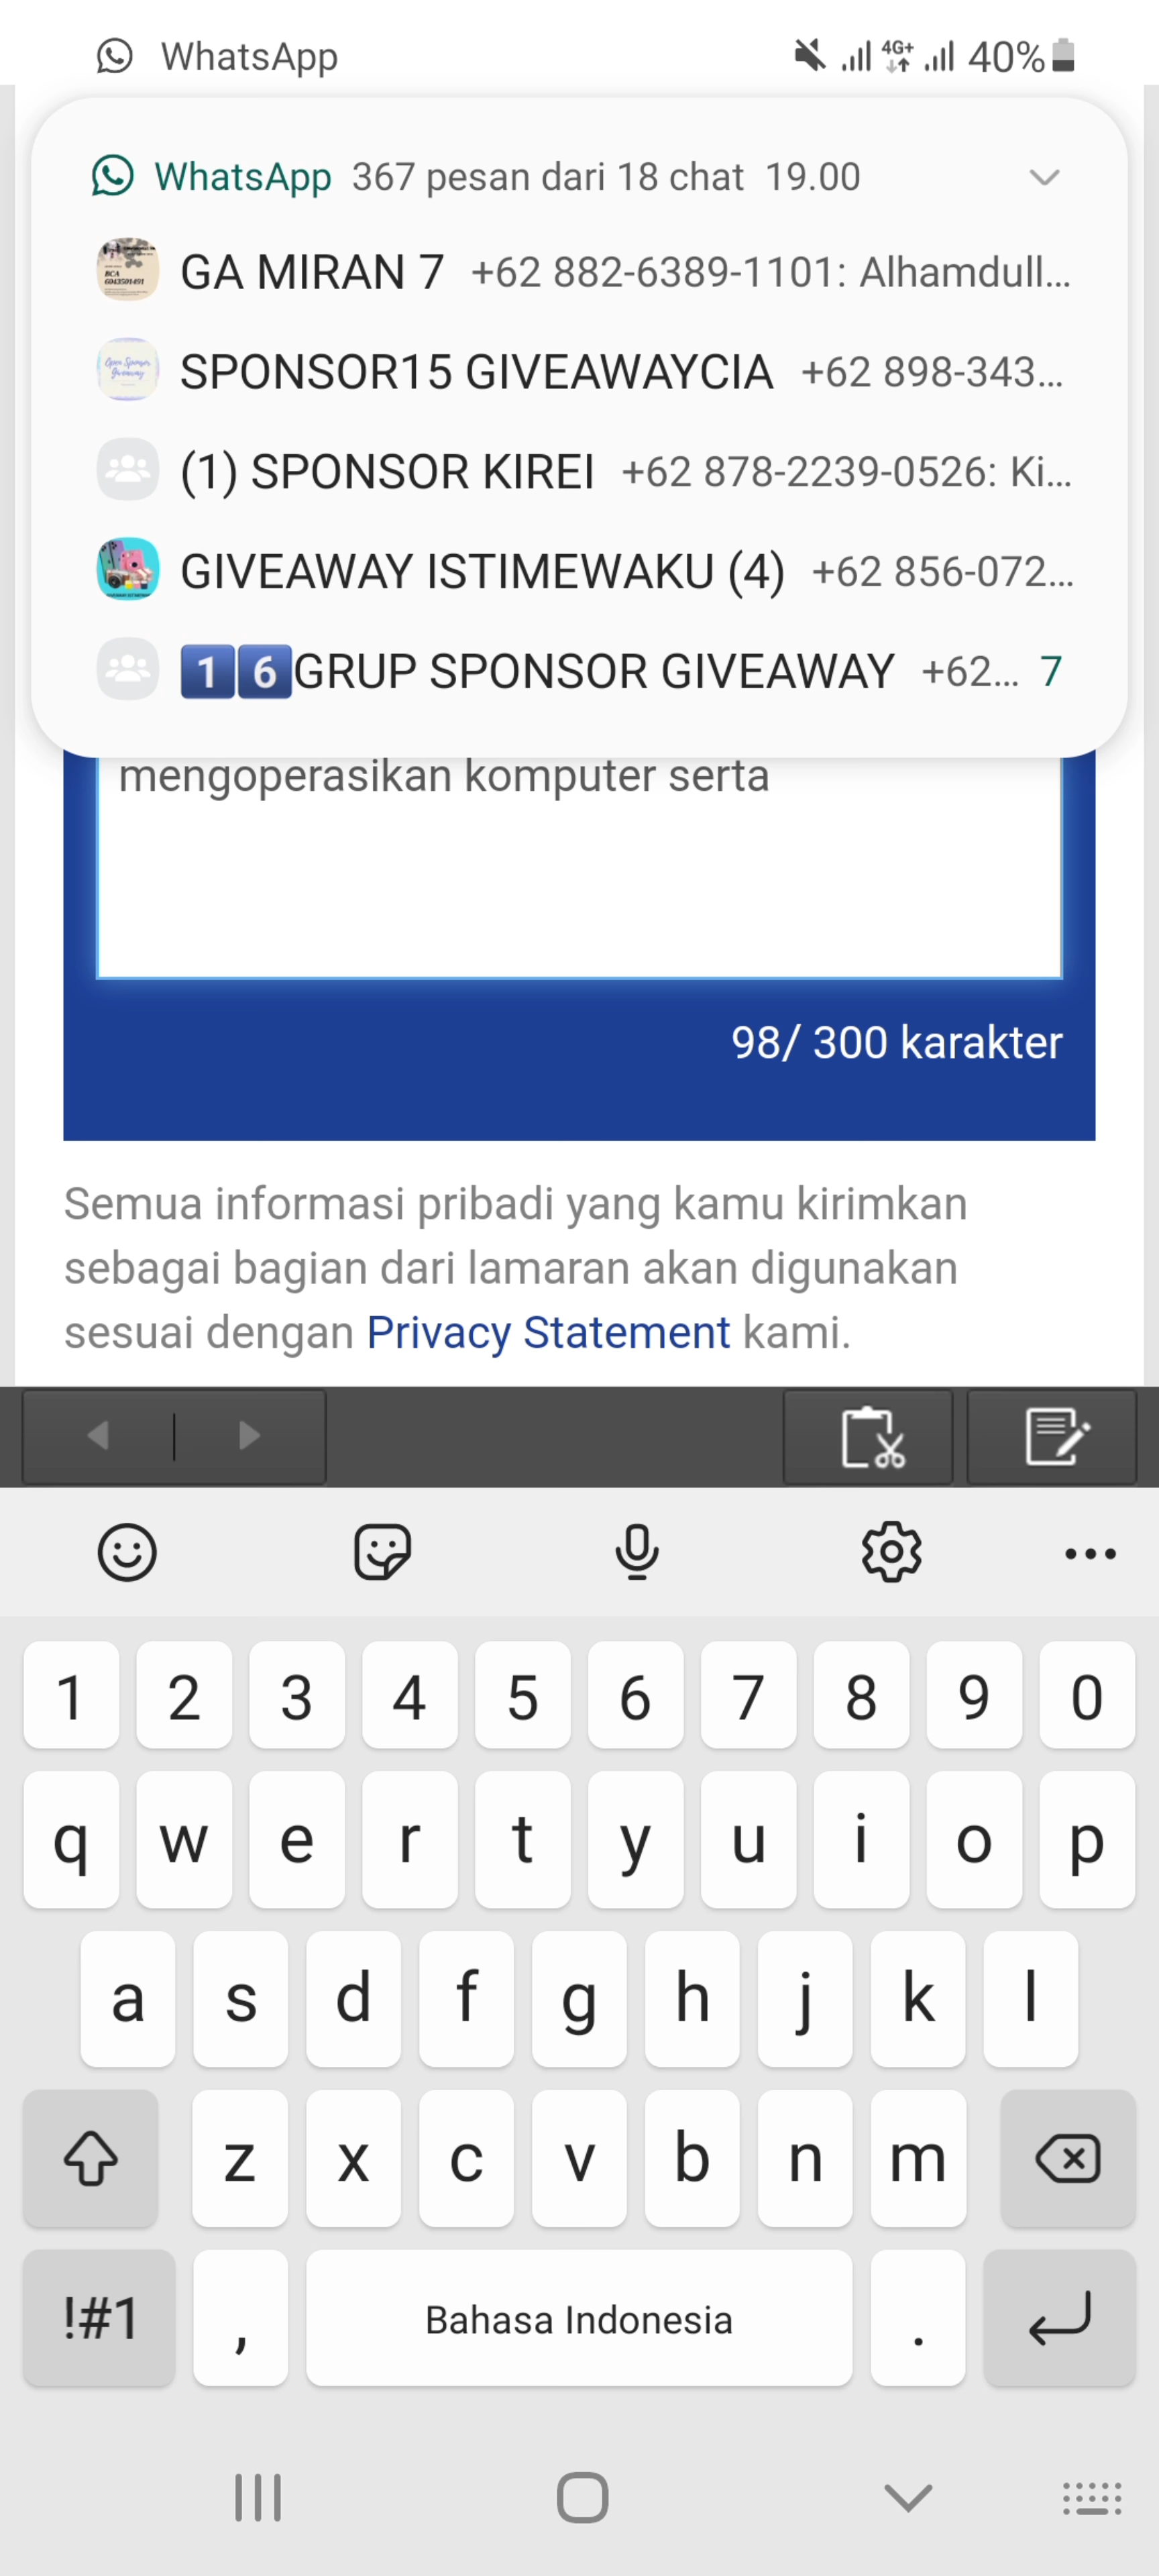 WhatsApp 4G+ 40%
WhatsApp 367 pesan dari 18 chat 19.00
GA MIRAN 7 +62 882-6389-1101: Alhamdull...
SPONSOR15 GIVEAWAYCIA +62 898-343...
(1) SPONSOR KIREI +62 878-2239-0526: Ki...
GIVEAWAY ISTIMEWAKU (4) +62 856-072...
16GRUP SPONSOR GIVEAWAY +62... 7
mengoperasikan komputer serta
98/ 300 karakter
Semua informasi pribadi yang kamu kirimkan
sebagai bagian dari lamaran akan digunakan
sesuai dengan Privacy Statement kami.
1 2 3 4 5 6 7 8 9 0
q w e r t y u i o p
a s d f g h j k l
z x c v b n m
!#1 , Bahasa Indonesia .